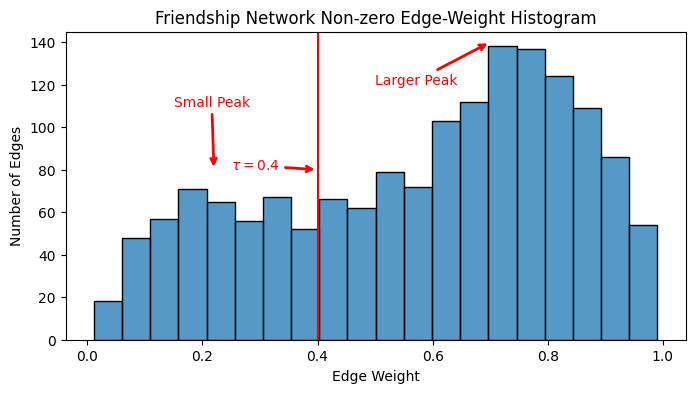 Friendship Network Non-zero Edge-Weight Histogram
140
120
100
80
60
40
20
0
Number of Edges
Small Peak
Larger Peak
τ = 0.4
0.0 0.2 0.4 0.6 0.8 1.0
Edge Weight